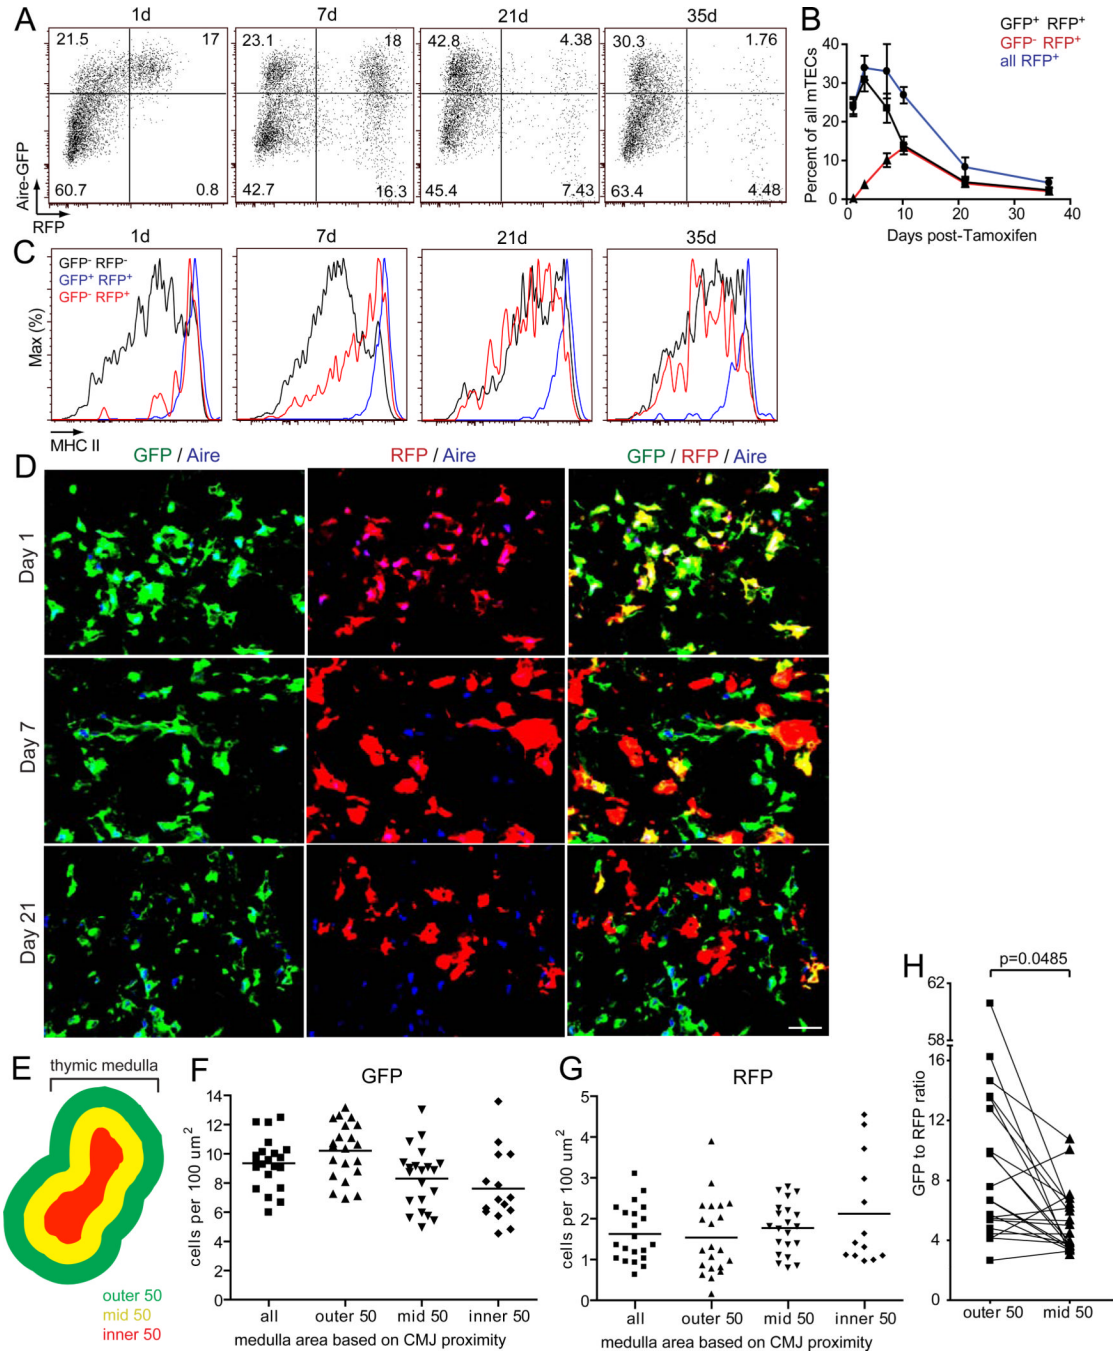 A
1d
7d
21d
35d
21.5
17
60.7
0.8
23.1
18
42.7
16.3
42.8
4.38
45.4
7.43
30.3
1.76
63.4
4.48
Aire-GFP
RFP
B
GFP+ RFP+
GFP- RFP+
all RFP+
Percent of all mTECs
40
30
20
10
0
0
10
20
30
40
Days post-Tamoxifen
C
1d
7d
21d
35d
GFP- RFP-
GFP+ RFP+
GFP- RFP+
Max (%)
MHC II
D
GFP / Aire
RFP / Aire
GFP / RFP / Aire
Day 1
Day 7
Day 21
E
thymic medulla
outer 50
mid 50
inner 50
F
GFP
cells per 100 um2
14
12
10
8
6
4
2
0
all
outer 50
mid 50
inner 50
medulla area based on CMJ proximity
G
RFP
cells per 100 um2
5
4
3
2
1
0
all
outer 50
mid 50
inner 50
medulla area based on CMJ proximity
H
p=0.0485
GFP to RFP ratio
62
58
16
12
8
4
0
outer 50
mid 50